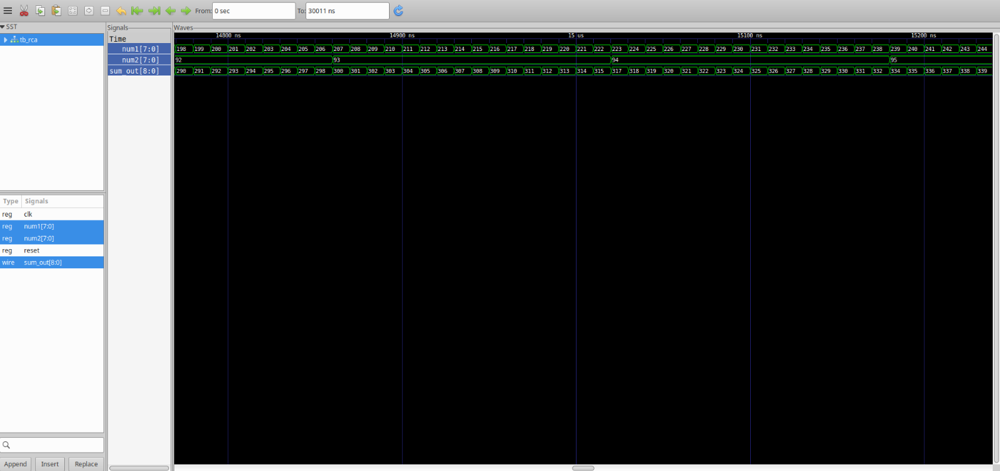 From: 0 sec To: 30011 ns
SST
tb_rca
Type Signals
reg clk
reg num1[7:0]
reg num2[7:0]
reg reset
wire sum_out[8:0]
Append Insert Replace
Signals
Time
num1[7:0]
num2[7:0]
sum_out[8:0]
Waves
14800 ns 14900 ns 15 us 15100 ns 15200 ns
198 199 200 201 202 203 204 205 206 207 208 209 210 211 212 213 214 215 216 217 218 219 220 221 222 223 224 225 226 227 228 229 230 231 232 233 234 235 236 237 238 239 240 241 242 243 244
92 93 94 95
290 291 292 293 294 295 296 297 298 300 301 302 303 304 305 306 307 308 309 310 311 312 313 314 315 317 318 319 320 321 322 323 324 325 326 327 328 329 330 331 332 334 335 336 337 338 339